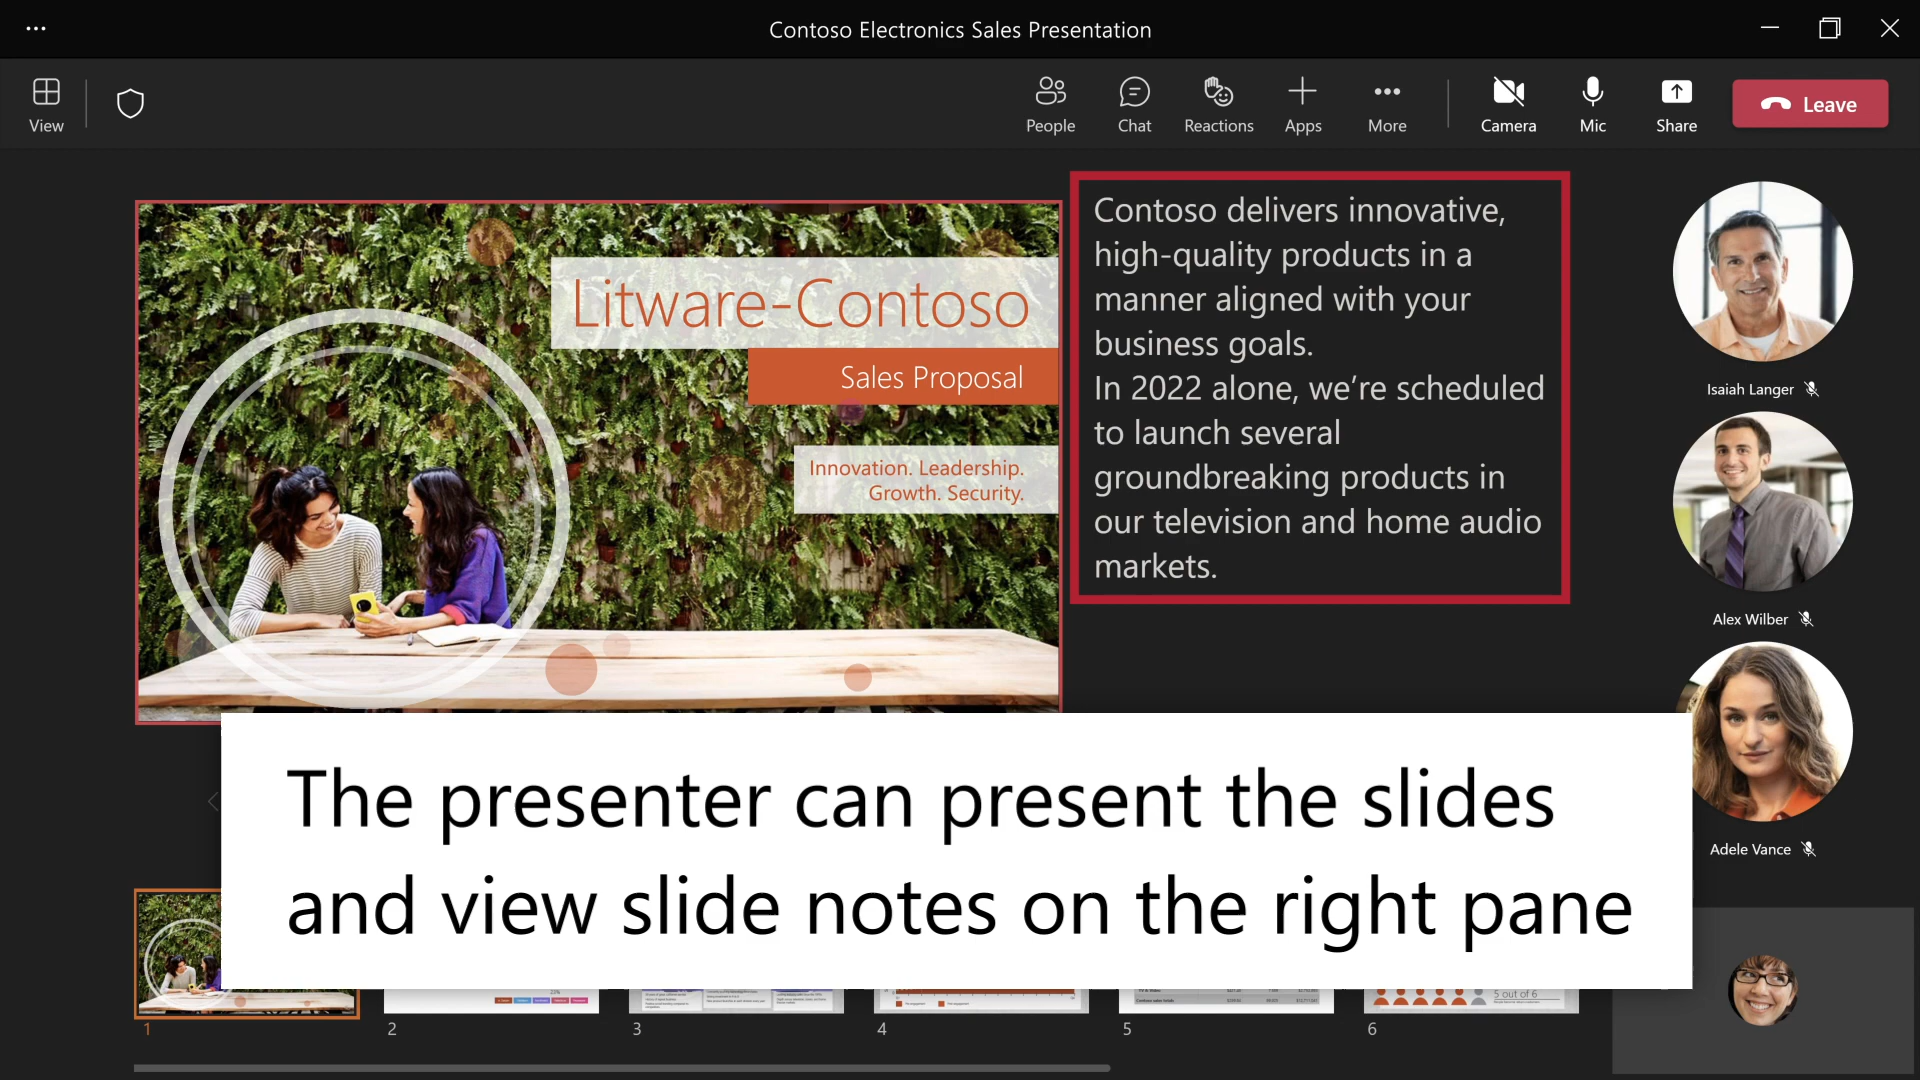 Contoso Electronics Sales Presentation
View
People
Chat
Reactions
Apps
More
Camera
Mic
Share
Leave
Litware-Contoso
Sales Proposal
Innovation. Leadership.
Growth. Security.
Contoso delivers innovative,
high-quality products in a
manner aligned with your
business goals.
In 2022 alone, we’re scheduled
to launch several
groundbreaking products in
our television and home audio
markets.
Isaiah Langer
Alex Wilber
Adele Vance
The presenter can present the slides
and view slide notes on the right pane
5 out of 6
1
2
3
4
5
6